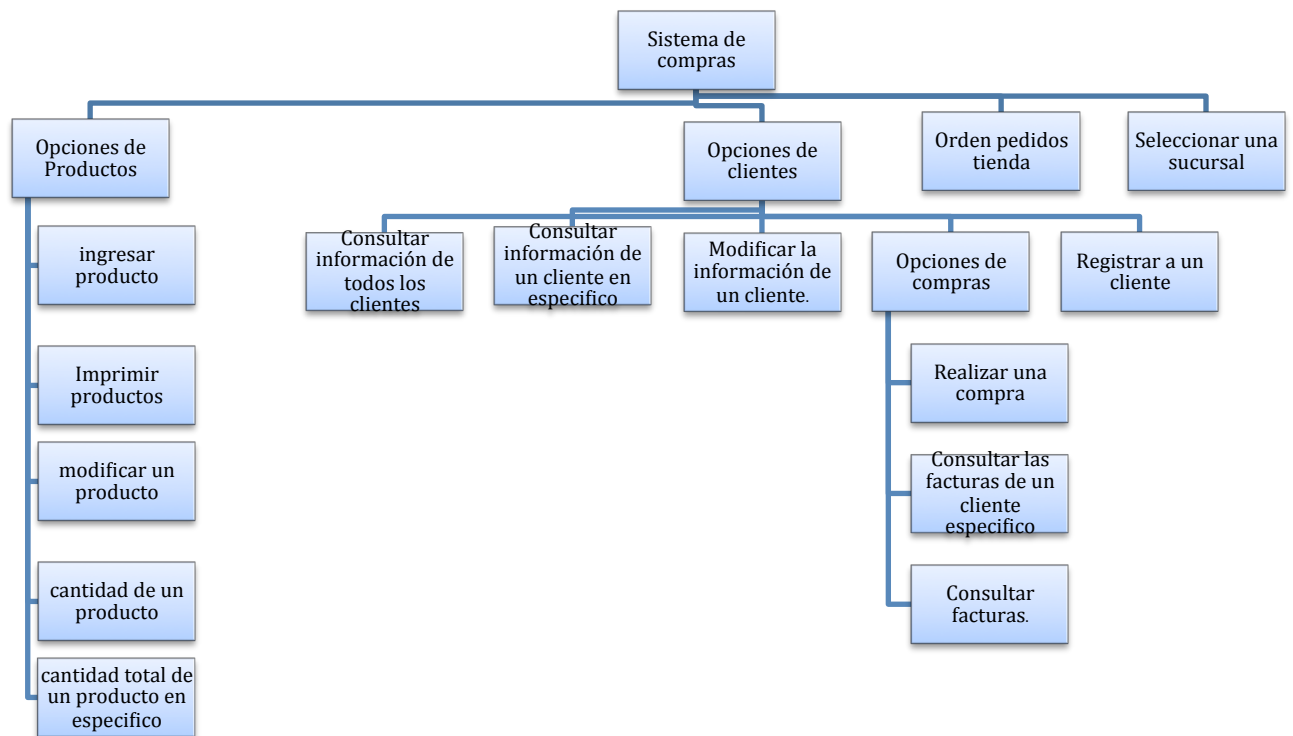 Sistema de
compras
Opciones de
Productos
Opciones de
clientes
Orden pedidos
tienda
Seleccionar una
sucursal
ingresar
producto
Imprimir
productos
modificar un
producto
cantidad de un
producto
cantidad total de
un producto en
especifico
Consultar
información de
todos los
clientes
Consultar
información de
un cliente en
especifico
Modificar la
información de
un cliente.
Opciones de
compras
Registrar a un
cliente
Realizar una
compra
Consultar las
facturas de un
cliente
especifico
Consultar
facturas.